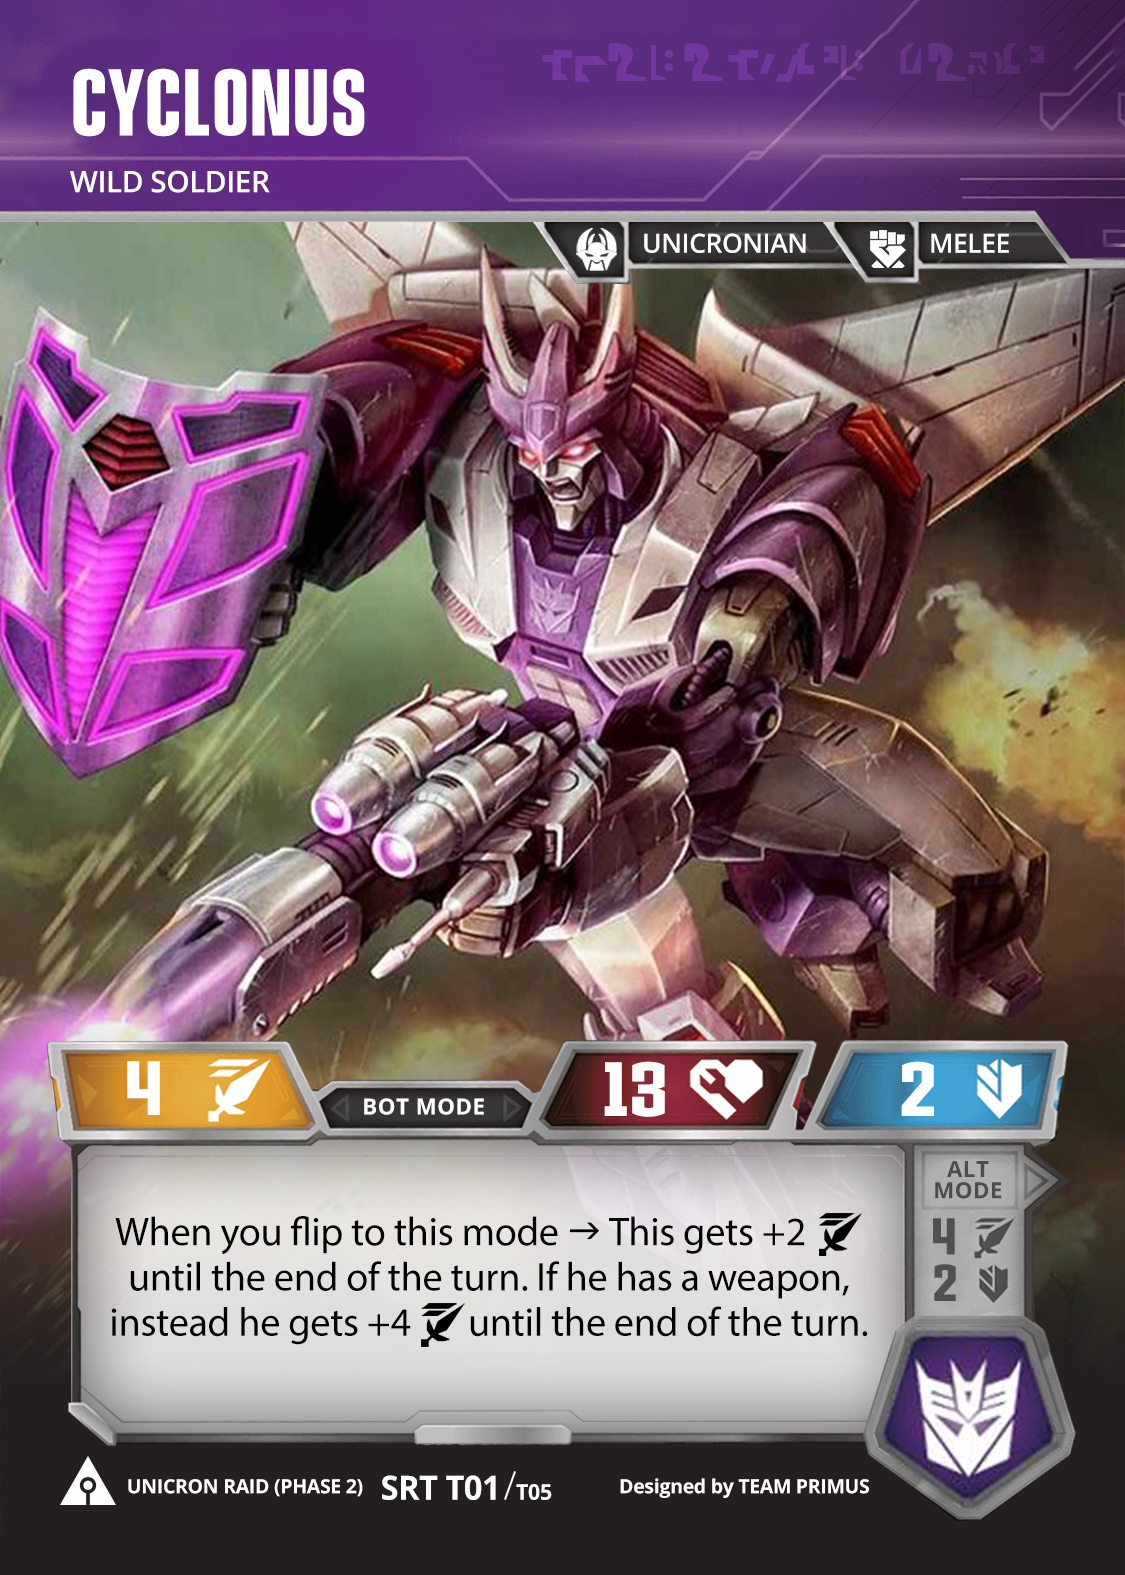 CYCLONUS
WILD SOLDIER
UNICRONIAN MELEE
4 BOT MODE 13 2
When you flip to this mode → This gets +2
until the end of the turn. If he has a weapon,
instead he gets +4 until the end of the turn.
ALT
MODE
4
2
UNICRON RAID (PHASE 2) SRT T01/T05 Designed by TEAM PRIMUS